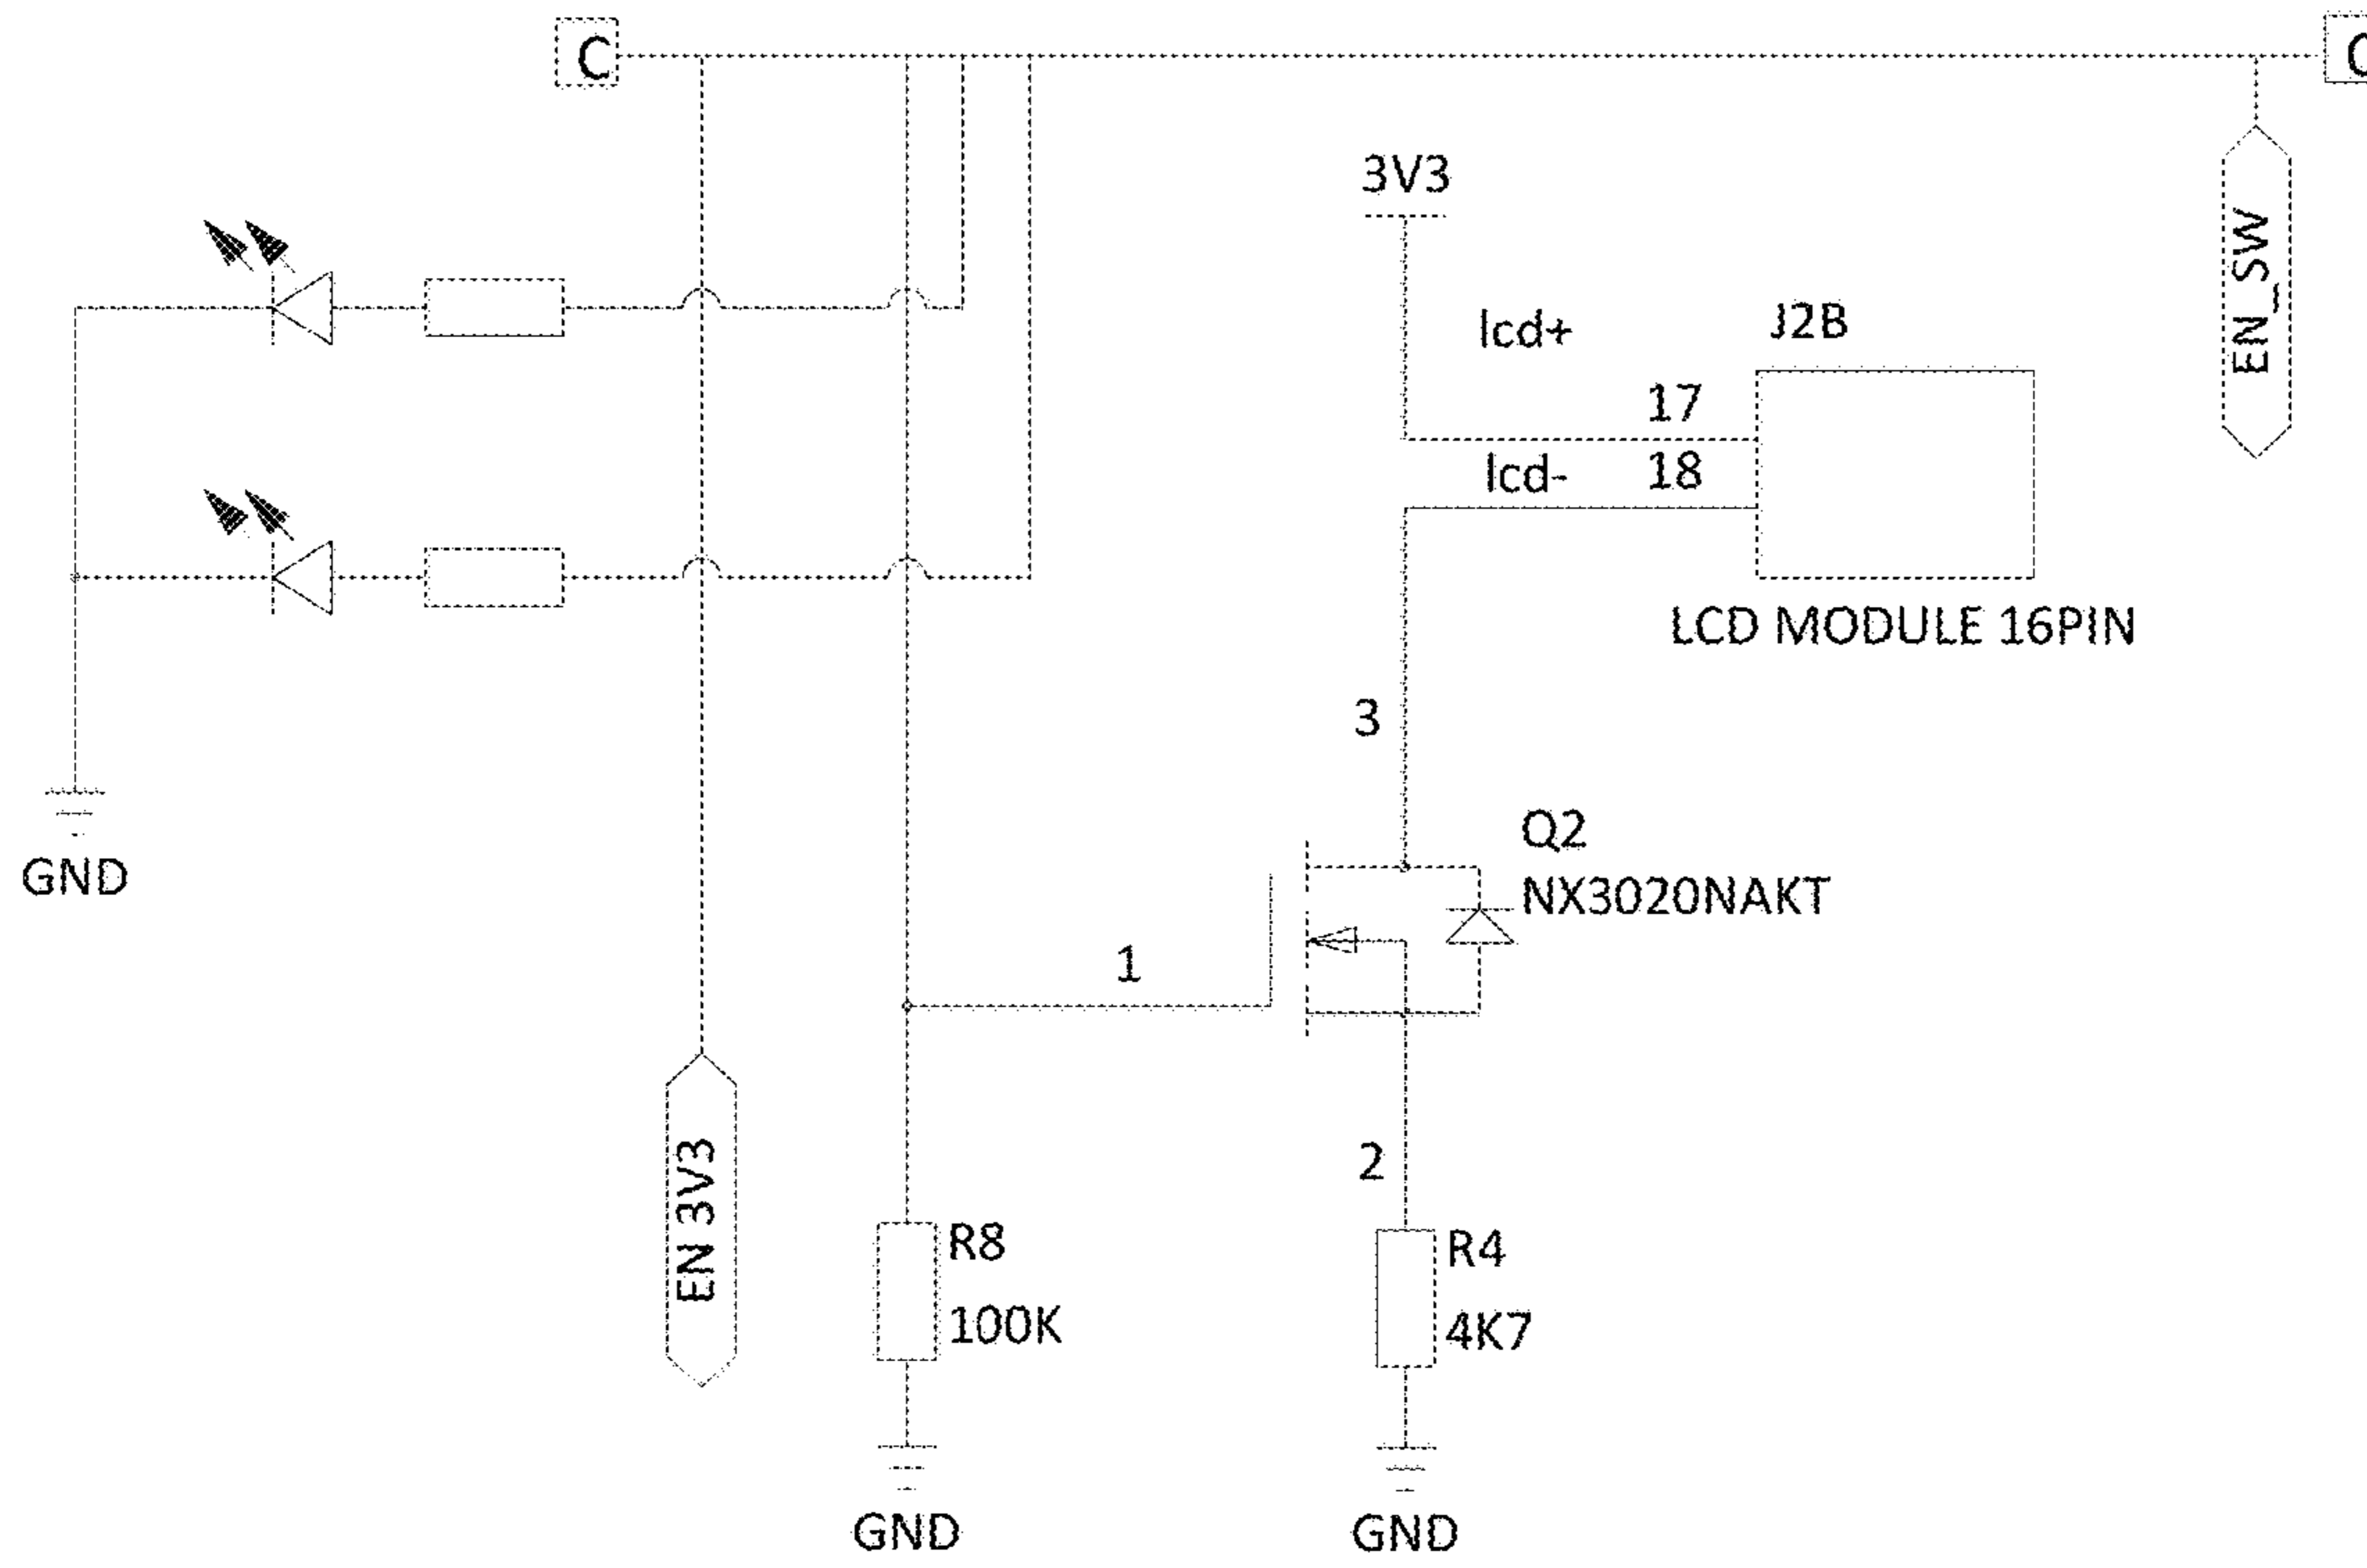 C
3V3
EN_SW
lcd+
J2B
17
lcd-
18
LCD MODULE 16PIN
3
Q2
NX3020NAKT
GND
1
2
EN 3V3
R8
100K
R4
4K7
GND
GND